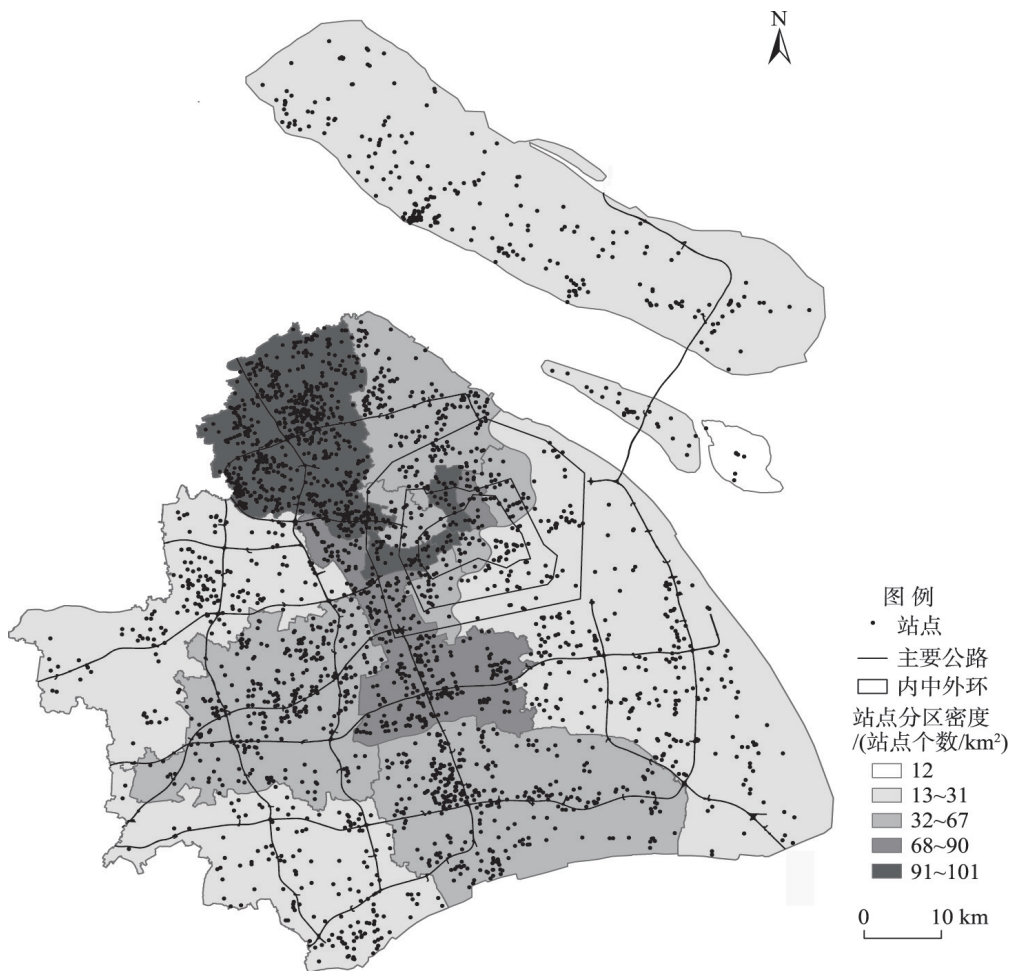 N
图例
站点
主要公路
内中外环
站点分区密度
/(站点个数/km²)
12
13~31
32~67
68~90
91~101
0 10 km